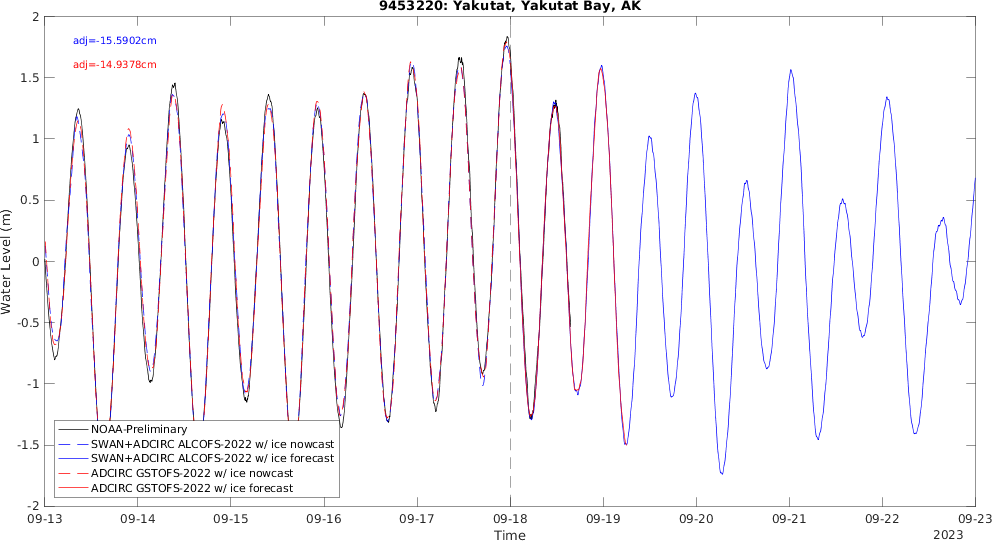 9453220: Yakutat, Yakutat Bay, AK
adj=-15.5902cm
adj=-14.9378cm
2
1.5
1
0.5
0
-0.5
-1
-1.5
-2
Water Level (m)
NOAA-Preliminary
SWAN+ADCIRC ALCOFS-2022 w/ ice nowcast
SWAN+ADCIRC ALCOFS-2022 w/ ice forecast
ADCIRC GSTOFS-2022 w/ ice nowcast
ADCIRC GSTOFS-2022 w/ ice forecast
09-13 09-14 09-15 09-16 09-17 09-18 09-19 09-20 09-21 09-22 09-23
Time
2023